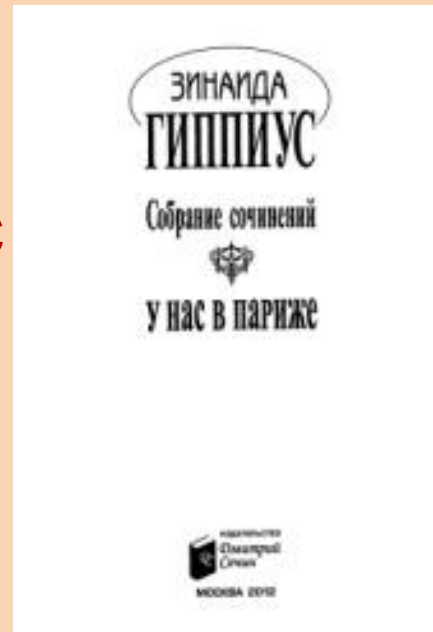 ЗИНАИДА
ГИППИУС
Собрание сочинений
У НАС В ПАРИЖЕ
ИЗДАТЕЛЬСТВО
Дмитрий
Сечин
МОСКВА 2012